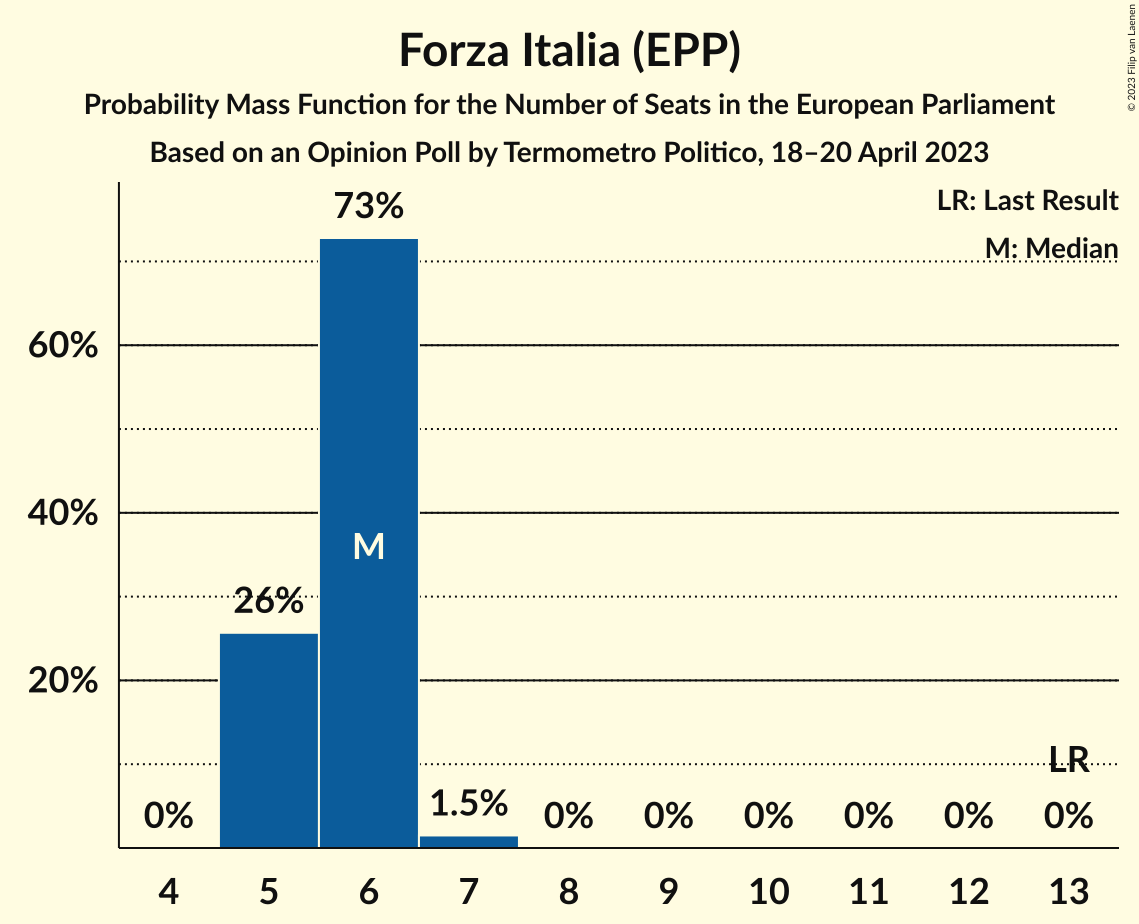 Forza Italia (EPP)
Probability Mass Function for the Number of Seats in the European Parliament
Based on an Opinion Poll by Termometro Politico, 18–20 April 2023
© 2023 Filip van Laenen
LR: Last Result
M: Median
73%
60%
40%
M
26%
20%
LR
0% 1.5% 0% 0% 0% 0% 0% 0%
4 5 6 7 8 9 10 11 12 13